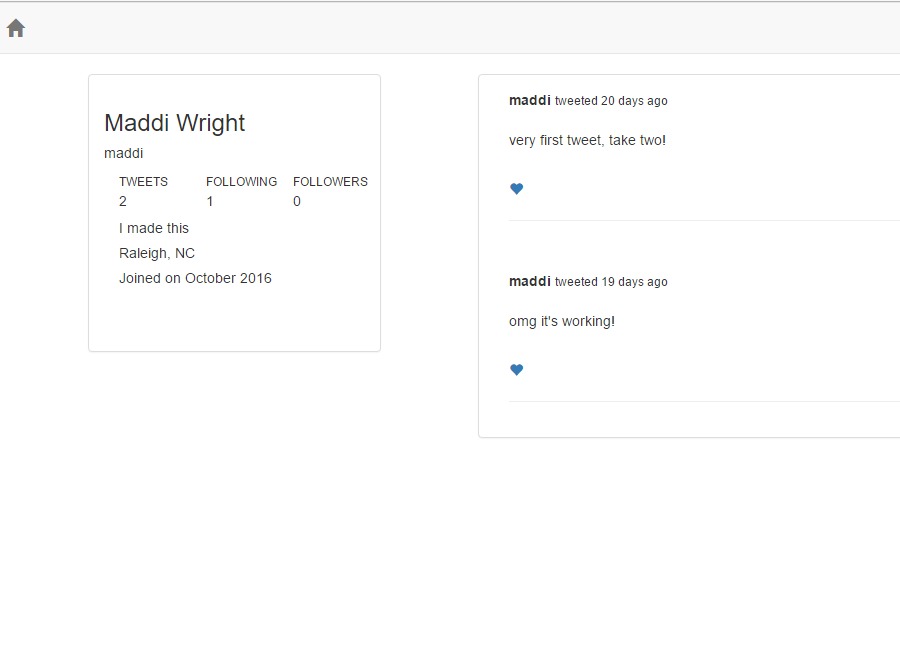 Maddi Wright
maddi
TWEETS FOLLOWING FOLLOWERS
2 1 0
I made this
Raleigh, NC
Joined on October 2016
maddi tweeted 20 days ago
very first tweet, take two!
maddi tweeted 19 days ago
omg it's working!